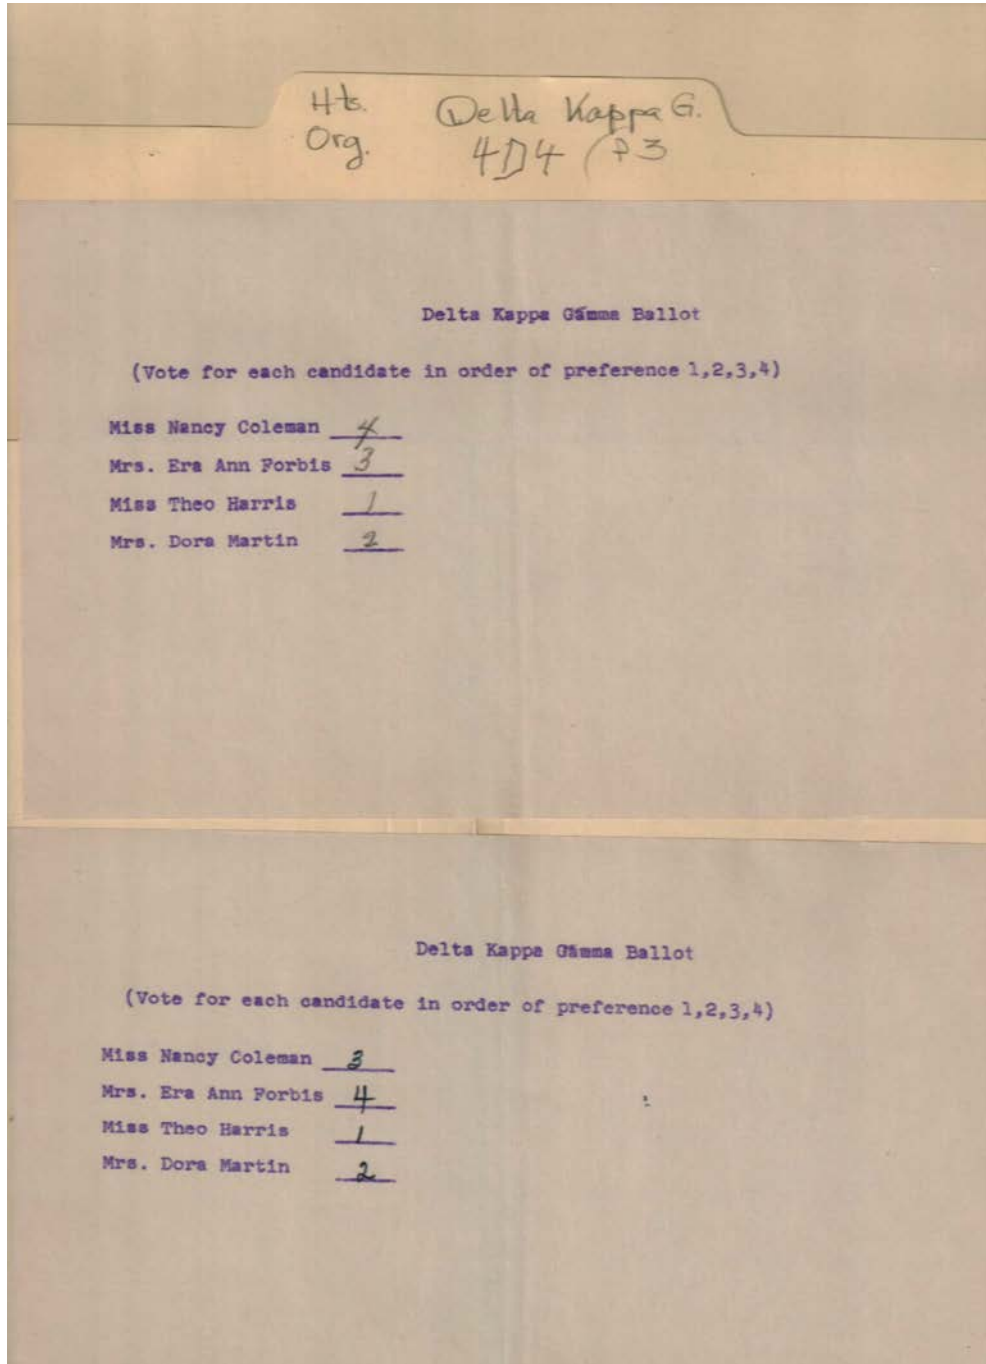 Hts. Delta Kappa G.
Org. 4D4 / P3
Delta Kappa Gamma Ballot
(Vote for each candidate in order of preference 1,2,3,4)
Miss Nancy Coleman 4
Mrs. Era Ann Forbis 3
Miss Theo Harris 1
Mrs. Dora Martin 2
Delta Kappa Gamma Ballot
(Vote for each candidate in order of preference 1,2,3,4)
Miss Nancy Coleman 3
Mrs. Era Ann Forbis 4
Miss Theo Harris 1
Mrs. Dora Martin 2